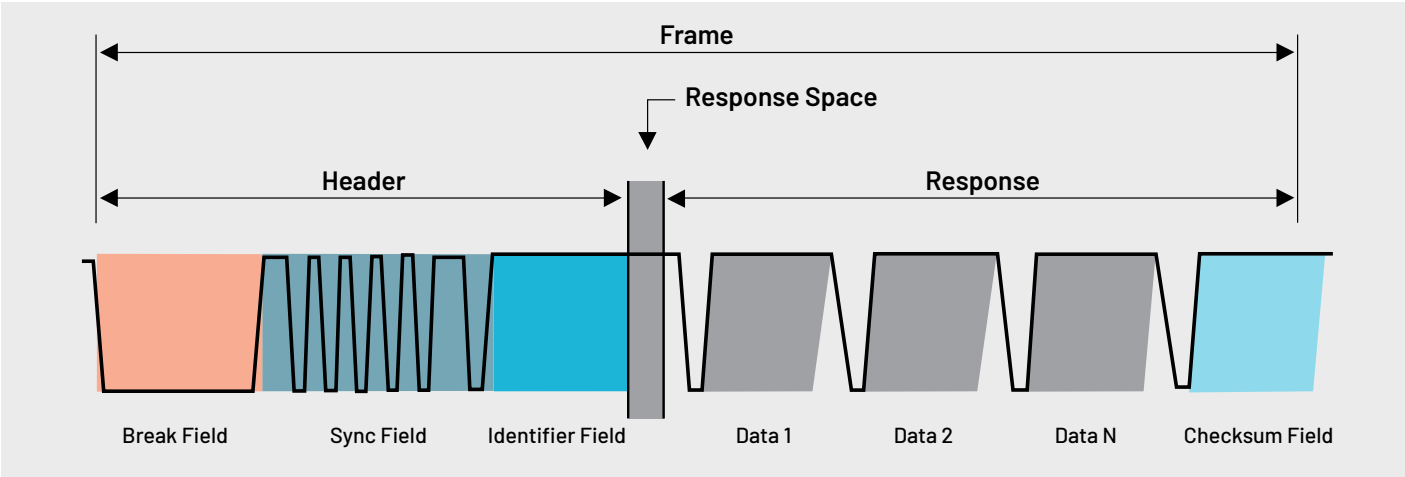 Frame
Response Space
Header
Response
Break Field
Sync Field
Identifier Field
Data 1
Data 2
Data N
Checksum Field